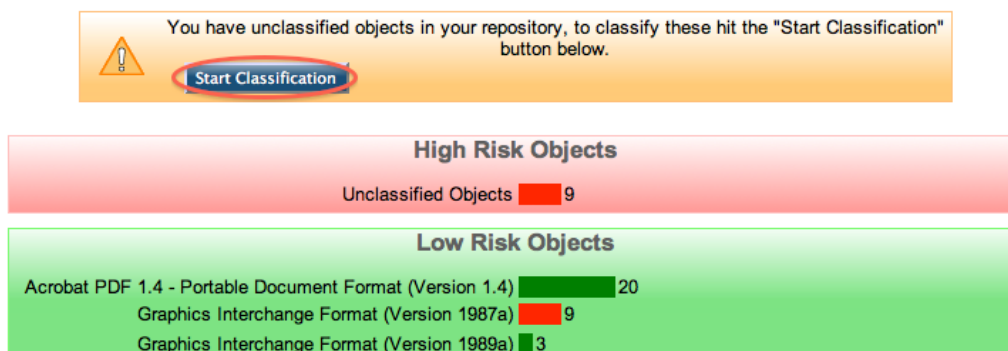 You have unclassified objects in your repository, to classify these hit the "Start Classification"
button below.
Start Classification
High Risk Objects
Unclassified Objects 9
Low Risk Objects
Acrobat PDF 1.4 - Portable Document Format (Version 1.4) 20
Graphics Interchange Format (Version 1987a) 9
Graphics Interchange Format (Version 1989a) 3